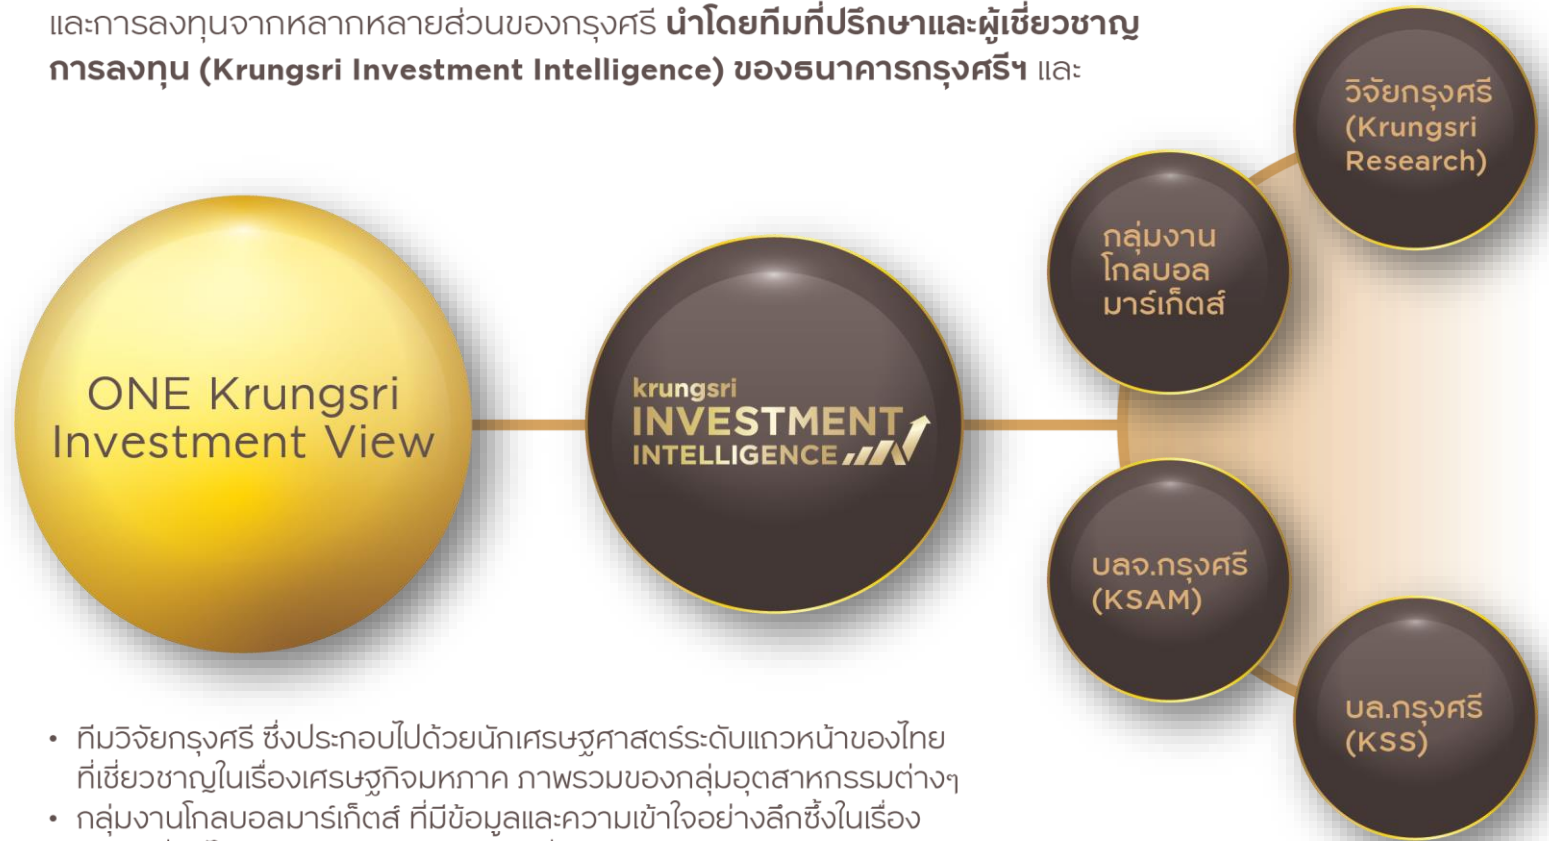 และการลงทุนจากหลากหลายส่วนของกรุงศรี นำโดยทีมที่ปรึกษาและผู้เชี่ยวชาญ
การลงทุน (Krungsri Investment Intelligence) ของธนาคารกรุงศรีฯ และ
ONE Krungsri
Investment View
krungsri
INVESTMENT
INTELLIGENCE
วิจัยกรุงศรี
(Krungsri
Research)
กลุ่มงาน
โกลบอล
มาร์เก็ตส์
บลจ.กรุงศรี
(KSAM)
บล.กรุงศรี
(KSS)
• ทีมวิจัยกรุงศรี ซึ่งประกอบไปด้วยนักเศรษฐศาสตร์ระดับแถวหน้าของไทย
ที่เชี่ยวชาญในเรื่องเศรษฐกิจมหภาค ภาพรวมของกลุ่มอุตสาหกรรมต่างๆ
• กลุ่มงานโกลบอลมาร์เก็ตส์ ที่มีข้อมูลและความเข้าใจอย่างลึกซึ้งในเรื่อง